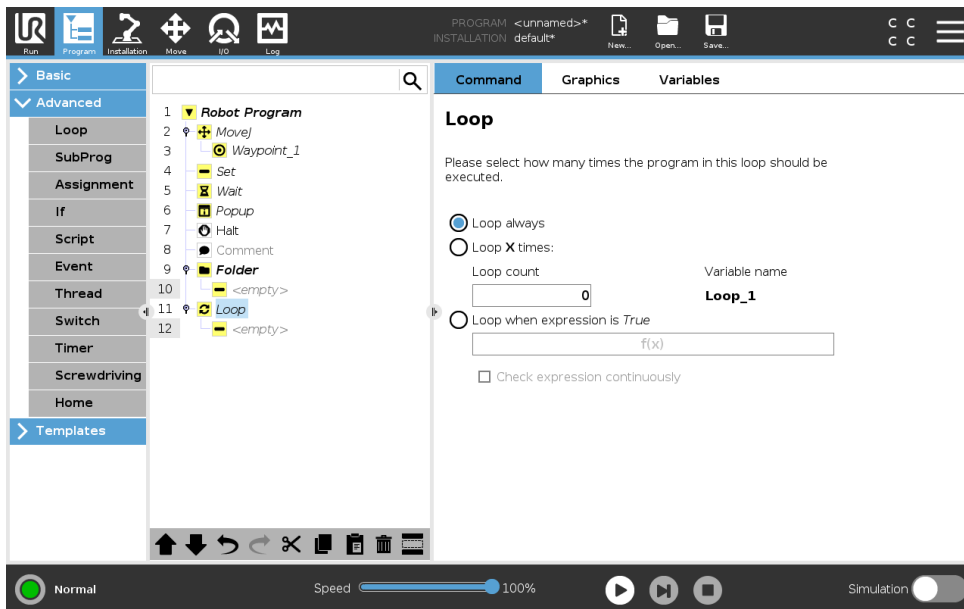 UR
Run
Program
Installation
Move
I/O
Log
PROGRAM <unnamed>*
INSTALLATION default*
New...
Open...
Save...
C C
C C
Basic
Advanced
Loop
SubProg
Assignment
If
Script
Event
Thread
Switch
Timer
Screwdriving
Home
Templates
1 Robot Program
2 MoveJ
3 Waypoint_1
4 Set
5 Wait
6 Popup
7 Halt
8 Comment
9 Folder
10 <empty>
11 Loop
12 <empty>
Command Graphics Variables
Loop
Please select how many times the program in this loop should be
executed.
Loop always
Loop X times:
Loop count Variable name
0 Loop_1
Loop when expression is True
f(x)
Check expression continuously
Normal
Speed 100%
Simulation